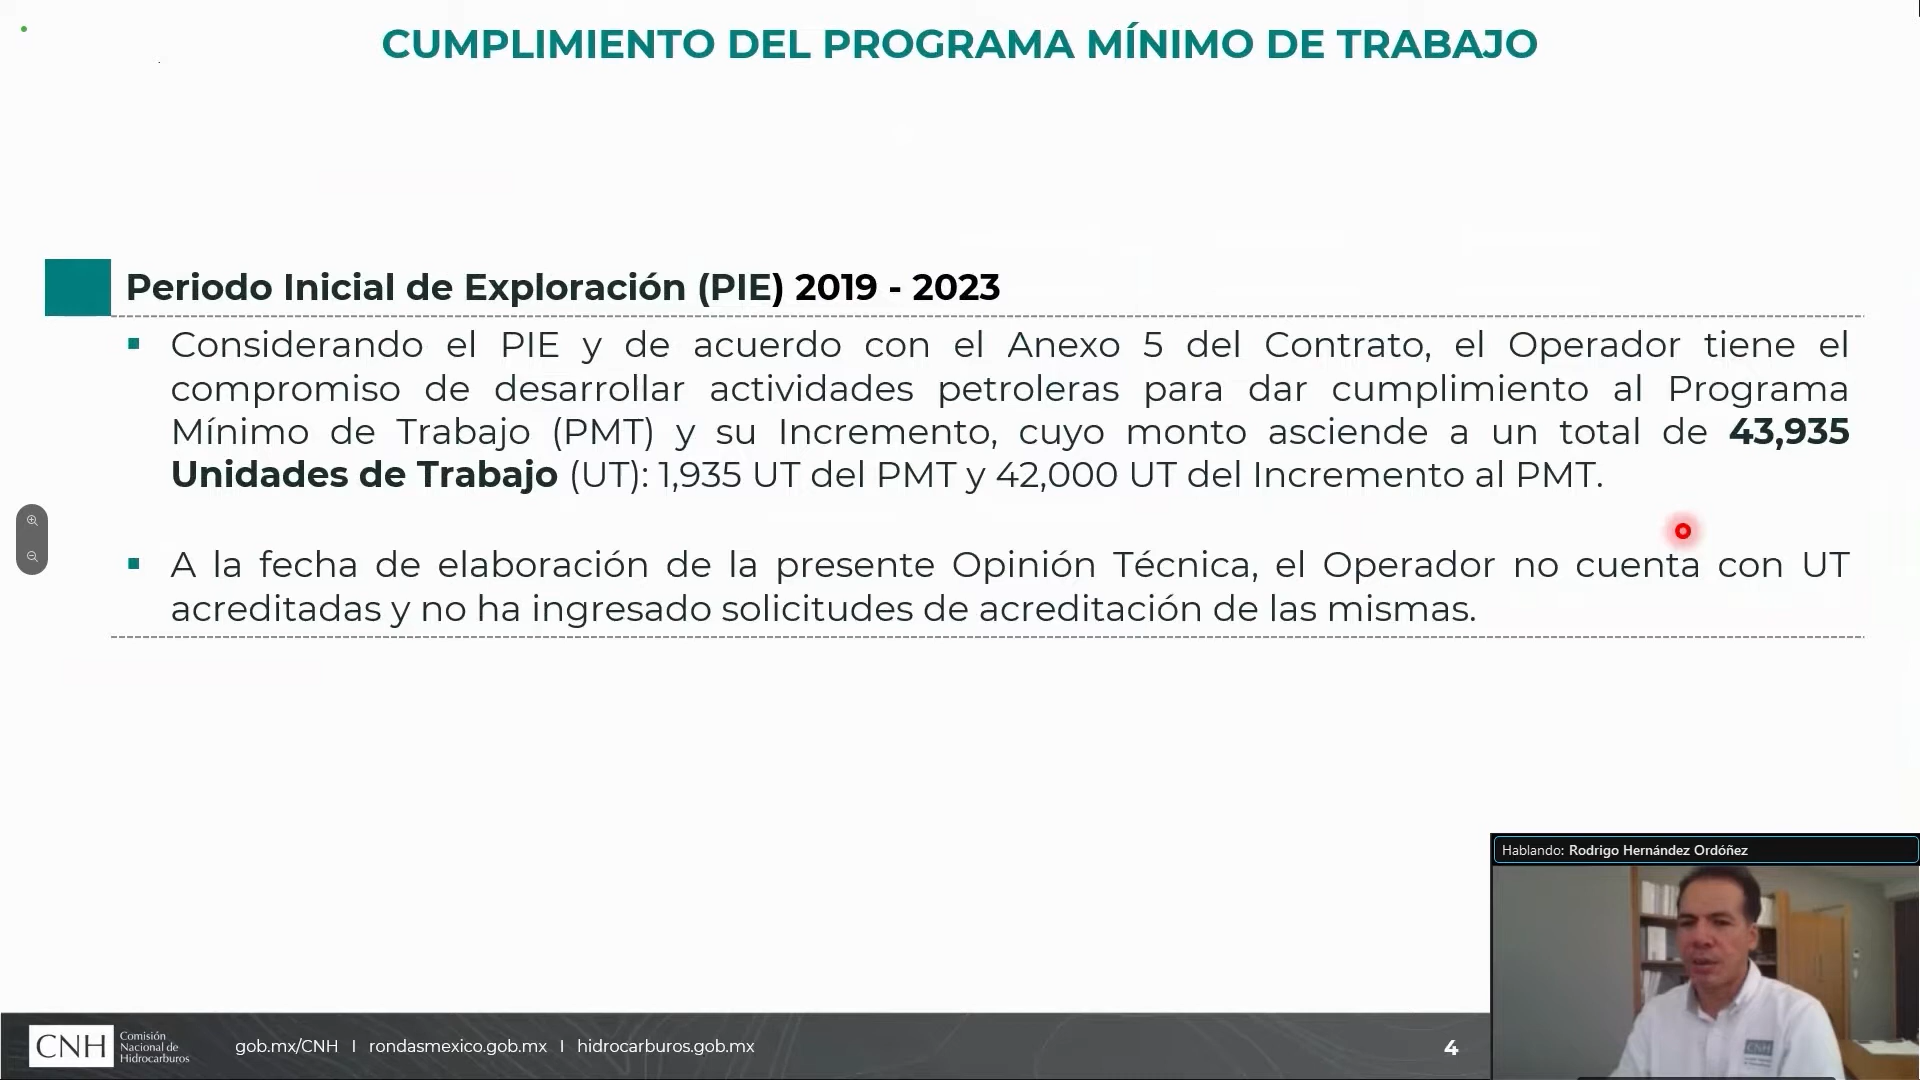 CUMPLIMIENTO DEL PROGRAMA MÍNIMO DE TRABAJO
Periodo Inicial de Exploración (PIE) 2019 - 2023
Considerando el PIE y de acuerdo con el Anexo 5 del Contrato, el Operador tiene el
compromiso de desarrollar actividades petroleras para dar cumplimiento al Programa
Mínimo de Trabajo (PMT) y su Incremento, cuyo monto asciende a un total de 43,935
Unidades de Trabajo (UT): 1,935 UT del PMT y 42,000 UT del Incremento al PMT.
A la fecha de elaboración de la presente Opinión Técnica, el Operador no cuenta con UT
acreditadas y no ha ingresado solicitudes de acreditación de las mismas.
Hablando: Rodrigo Hernández Ordóñez
CNH
CNH
Comisión
Nacional de
Hidrocarburos
gob.mx/CNH I rondasmexico.gob.mx I hidrocarburos.gob.mx
4